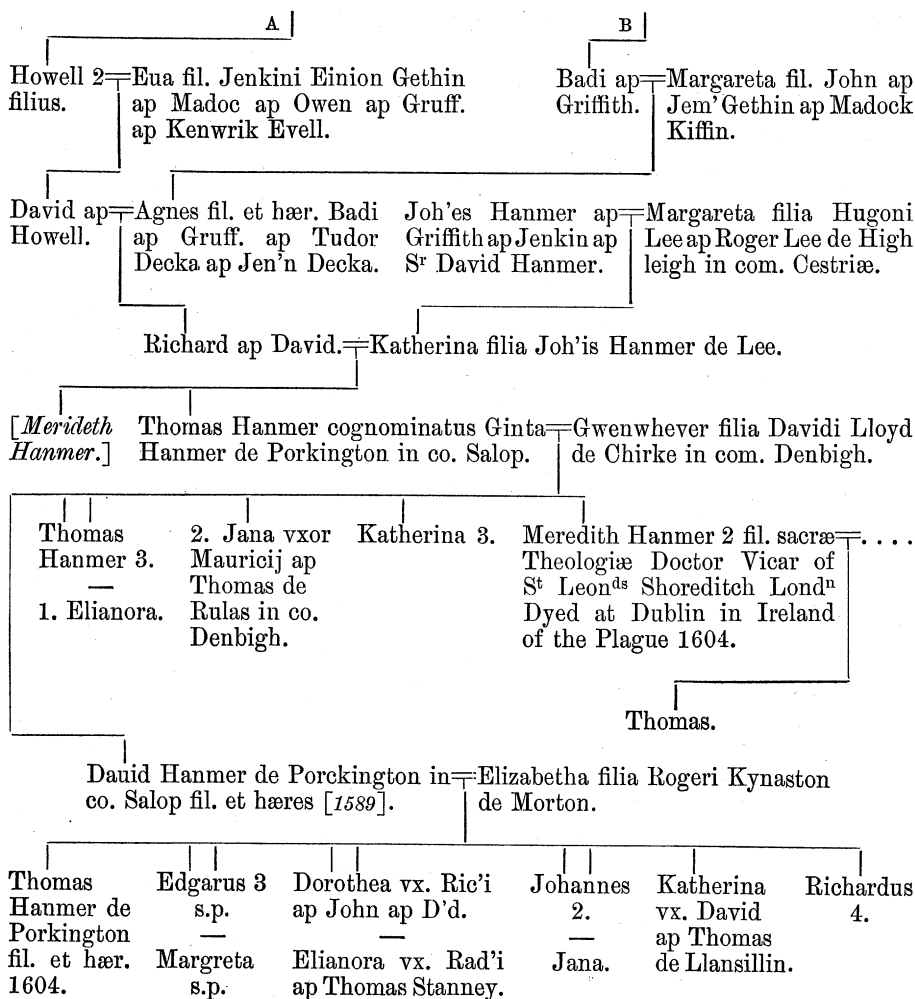 A
B
Howell 2
filius.
Eua fil. Jenkini Einion Gethin
ap Madoc ap Owen ap Gruff.
ap Kenwrik Evell.
Badi ap
Griffith.
Margareta fil. John ap
Jem' Gethin ap Madock
Kiffin.
David ap
Howell.
Agnes fil. et hær. Badi
ap Gruff. ap Tudor
Decka ap Jen'n Decka.
Joh'es Hanmer ap
Griffith ap Jenkin ap
Sʳ David Hanmer.
Margareta filia Hugoni
Lee ap Roger Lee de High
leigh in com. Cestriæ.
Richard ap David.
Katherina filia Joh'is Hanmer de Lee.
[Merideth
Hanmer.]
Thomas Hanmer cognominatus Ginta
Hanmer de Porkington in co. Salop.
Gwenwhever filia Davidi Lloyd
de Chirke in com. Denbigh.
Thomas
Hanmer 3.
—
1. Elianora.
2. Jana vxor
Mauricij ap
Thomas de
Rulas in co.
Denbigh.
Katherina 3.
Meredith Hanmer 2 fil. sacræ
Theologiæ Doctor Vicar of
Sᵗ Leonᵈˢ Shoreditch Londⁿ
Dyed at Dublin in Ireland
of the Plague 1604.
. . . .
Thomas.
Dauid Hanmer de Porckington in
co. Salop fil. et hæres [1589].
Elizabetha filia Rogeri Kynaston
de Morton.
Thomas
Hanmer de
Porkington
fil. et hær.
1604.
Edgarus 3
s.p.
—
Margreta
s.p.
Dorothea vx. Ric'i
ap John ap D'd.
—
Elianora vx. Rad'i
ap Thomas Stanney.
Johannes
2.
—
Jana.
Katherina
vx. David
ap Thomas
de Llansillin.
Richardus
4.